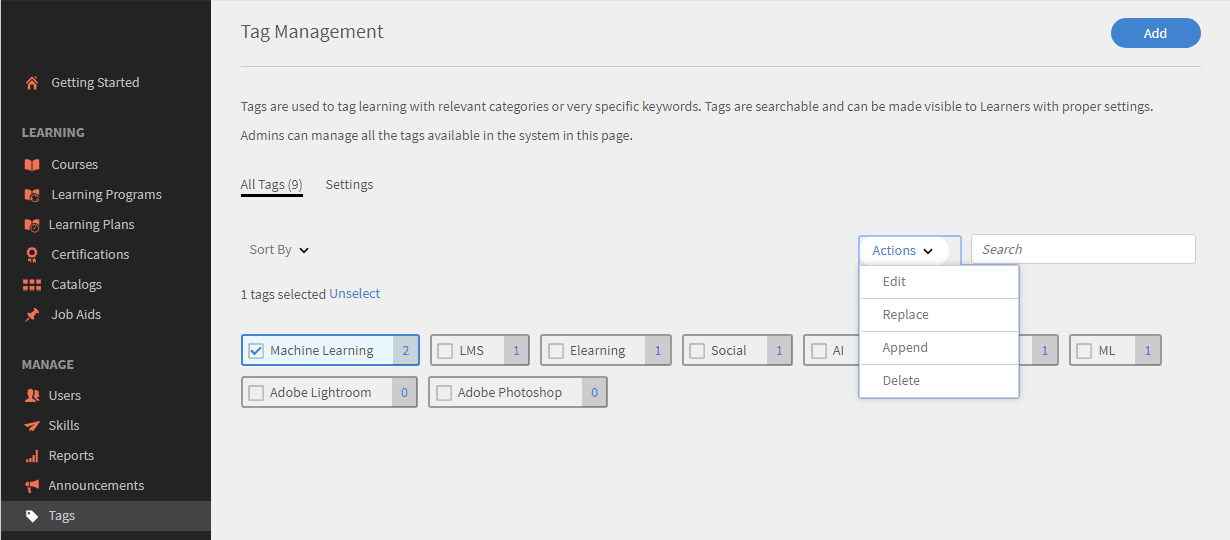 Getting Started
LEARNING
Courses
Learning Programs
Learning Plans
Certifications
Catalogs
Job Aids
MANAGE
Users
Skills
Reports
Announcements
Tags
Tag Management
Add
Tags are used to tag learning with relevant categories or very specific keywords. Tags are searchable and can be made visible to Learners with proper settings.
Admins can manage all the tags available in the system in this page.
All Tags (9) Settings
Sort By Actions Search
1 tags selected Unselect
Edit
Replace
Append
Delete
Machine Learning 2 LMS 1 Elearning 1 Social 1 AI 1 ML 1
Adobe Lightroom 0 Adobe Photoshop 0